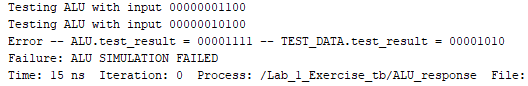 Testing ALU with input 00000001100
Testing ALU with input 00000010100
Error -- ALU.test_result = 00001111 -- TEST_DATA.test_result = 00001010
Failure: ALU SIMULATION FAILED
Time: 15 ns  Iteration: 0  Process: /Lab_1_Exercise_tb/ALU_response  File: